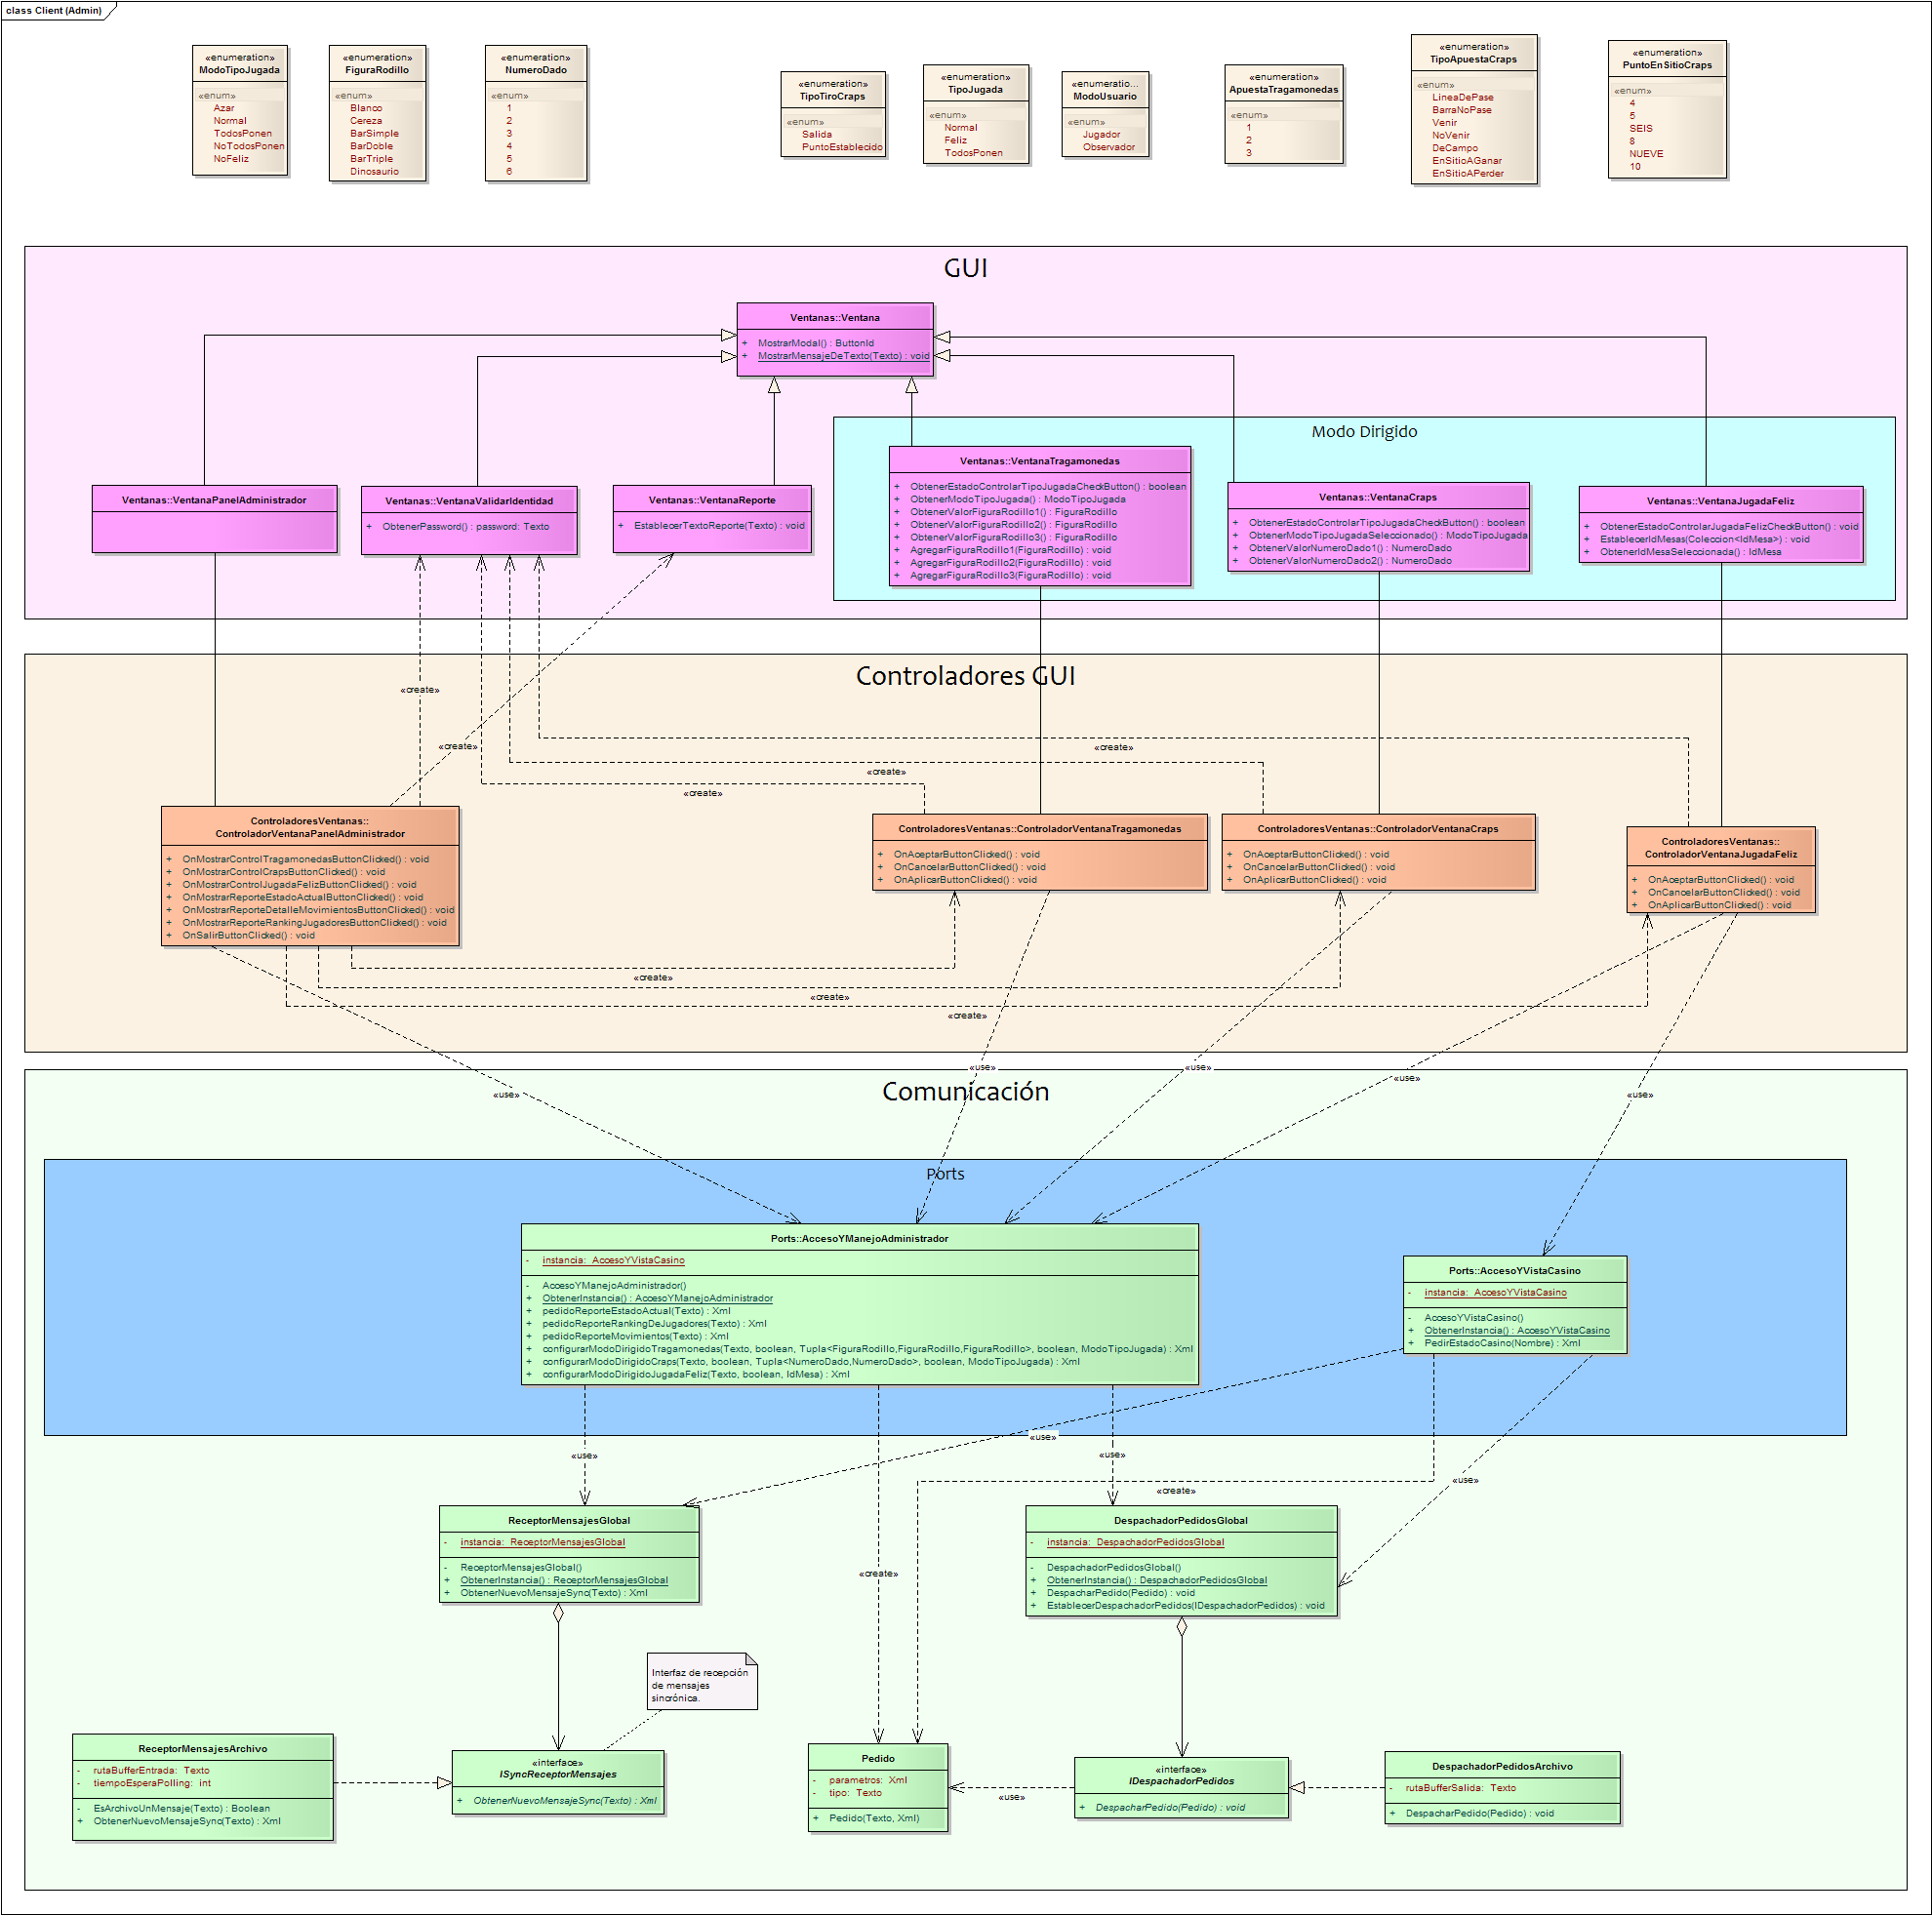 class Client (Admin)
«enumeration»
ModoTipoJugada
«enum»
Azar
Normal
TodosPonen
NoTodosPonen
NoFeliz
«enumeration»
FiguraRodillo
«enum»
Blanco
Cereza
BarSimple
BarDoble
BarTriple
Dinosaurio
«enumeration»
NumeroDado
«enum»
1
2
3
4
5
6
«enumeration»
TipoTiroCraps
«enum»
Salida
PuntoEstablecido
«enumeration»
TipoJugada
«enum»
Normal
Feliz
TodosPonen
«enumeratio...
ModoUsuario
«enum»
Jugador
Observador
«enumeration»
ApuestaTragamonedas
«enum»
1
2
3
«enumeration»
TipoApuestaCraps
«enum»
LineaDePase
BarraNoPase
Venir
NoVenir
DeCampo
EnSitioAGanar
EnSitioAPerder
«enumeration»
PuntoEnSitioCraps
«enum»
4
5
SEIS
8
NUEVE
10
GUI
Ventanas::Ventana
+ MostrarModal() : ButtonId
+ MostrarMensajeDeTexto(Texto) : void
Modo Dirigido
Ventanas::VentanaPanelAdministrador
Ventanas::VentanaValidarIdentidad
+ ObtenerPassword() : password: Texto
Ventanas::VentanaReporte
+ EstablecerTextoReporte(Texto) : void
Ventanas::VentanaTragamonedas
+ ObtenerEstadoControlarTipoJugadaCheckButton() : boolean
+ ObtenerModoTipoJugada() : ModoTipoJugada
+ ObtenerValorFiguraRodillo1() : FiguraRodillo
+ ObtenerValorFiguraRodillo2() : FiguraRodillo
+ ObtenerValorFiguraRodillo3() : FiguraRodillo
+ AgregarFiguraRodillo1(FiguraRodillo) : void
+ AgregarFiguraRodillo2(FiguraRodillo) : void
+ AgregarFiguraRodillo3(FiguraRodillo) : void
Ventanas::VentanaCraps
+ ObtenerEstadoControlarTipoJugadaCheckButton() : boolean
+ ObtenerModoTipoJugadaSeleccionado() : ModoTipoJugada
+ ObtenerValorNumeroDado1() : NumeroDado
+ ObtenerValorNumeroDado2() : NumeroDado
Ventanas::VentanaJugadaFeliz
+ ObtenerEstadoControlarJugadaFelizCheckButton() : void
+ EstablecerIdMesas(Coleccion<IdMesa>) : void
+ ObtenerIdMesaSeleccionada() : IdMesa
Controladores GUI
«create»
«create»
«create»
«create»
«create»
ControladoresVentanas::
ControladorVentanaPanelAdministrador
+ OnMostrarControlTragamonedasButtonClicked() : void
+ OnMostrarControlCrapsButtonClicked() : void
+ OnMostrarControlJugadaFelizButtonClicked() : void
+ OnMostrarReporteEstadoActualButtonClicked() : void
+ OnMostrarReporteDetalleMovimientosButtonClicked() : void
+ OnMostrarReporteRankingJugadoresButtonClicked() : void
+ OnSalirButtonClicked() : void
ControladoresVentanas::ControladorVentanaTragamonedas
+ OnAceptarButtonClicked() : void
+ OnCancelarButtonClicked() : void
+ OnAplicarButtonClicked() : void
ControladoresVentanas::ControladorVentanaCraps
+ OnAceptarButtonClicked() : void
+ OnCancelarButtonClicked() : void
+ OnAplicarButtonClicked() : void
ControladoresVentanas::
ControladorVentanaJugadaFeliz
+ OnAceptarButtonClicked() : void
+ OnCancelarButtonClicked() : void
+ OnAplicarButtonClicked() : void
«create»
«create»
«create»
«use»
«use»
«use»
«use»
«use»
Comunicación
Ports
Ports::AccesoYManejoAdministrador
- instancia: AccesoYVistaCasino
- AccesoYManejoAdministrador()
+ ObtenerInstancia() : AccesoYManejoAdministrador
+ pedidoReporteEstadoActual(Texto) : Xml
+ pedidoReporteRankingDeJugadores(Texto) : Xml
+ pedidoReporteMovimientos(Texto) : Xml
+ configurarModoDirigidoTragamonedas(Texto, boolean, Tupla<FiguraRodillo,FiguraRodillo,FiguraRodillo>, boolean, ModoTipoJugada) : Xml
+ configurarModoDirigidoCraps(Texto, boolean, Tupla<NumeroDado,NumeroDado>, boolean, ModoTipoJugada) : Xml
+ configurarModoDirigidoJugadaFeliz(Texto, boolean, IdMesa) : Xml
Ports::AccesoYVistaCasino
- instancia: AccesoYVistaCasino
- AccesoYVistaCasino()
+ ObtenerInstancia() : AccesoYVistaCasino
+ PedirEstadoCasino(Nombre) : Xml
«use»
«use»
«use»
«use»
«create»
«create»
ReceptorMensajesGlobal
- instancia: ReceptorMensajesGlobal
- ReceptorMensajesGlobal()
+ ObtenerInstancia() : ReceptorMensajesGlobal
+ ObtenerNuevoMensajeSync(Texto) : Xml
DespachadorPedidosGlobal
- instancia: DespachadorPedidosGlobal
- DespachadorPedidosGlobal()
+ ObtenerInstancia() : DespachadorPedidosGlobal
+ DespacharPedido(Pedido) : void
+ EstablecerDespachadorPedidos(IDespachadorPedidos) : void
Interfaz de recepción
de mensajes
sincrónica.
ReceptorMensajesArchivo
- rutaBufferEntrada: Texto
- tiempoEsperaPolling: int
- EsArchivoUnMensaje(Texto) : Boolean
+ ObtenerNuevoMensajeSync(Texto) : Xml
«interface»
ISyncReceptorMensajes
+ ObtenerNuevoMensajeSync(Texto) : Xml
Pedido
- parametros: Xml
- tipo: Texto
+ Pedido(Texto, Xml)
«use»
«interface»
IDespachadorPedidos
+ DespacharPedido(Pedido) : void
DespachadorPedidosArchivo
- rutaBufferSalida: Texto
+ DespacharPedido(Pedido) : void